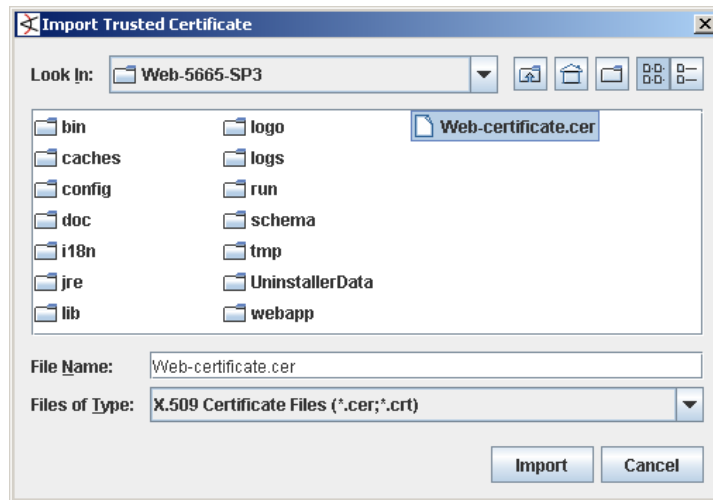 Import Trusted Certificate
Look In: Web-5665-SP3
bin logo Web-certificate.cer
caches logs
config run
doc schema
i18n tmp
jre UninstallerData
lib webapp
File Name: Web-certificate.cer
Files of Type: X.509 Certificate Files (*.cer;*.crt)
Import Cancel